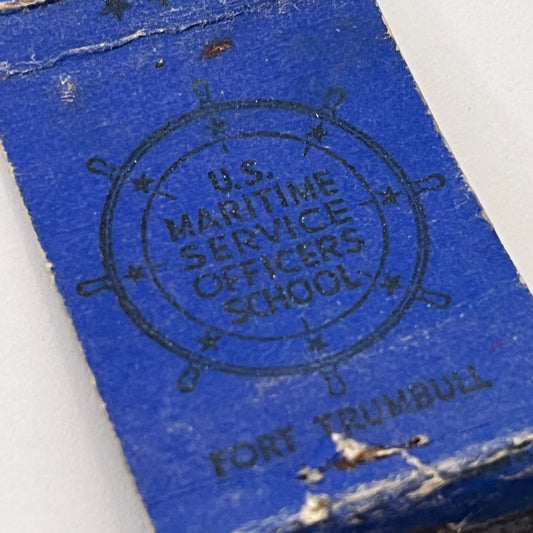 U.S.
MARITIME
SERVICE
OFFICERS
SCHOOL
FORT TRUMBULL